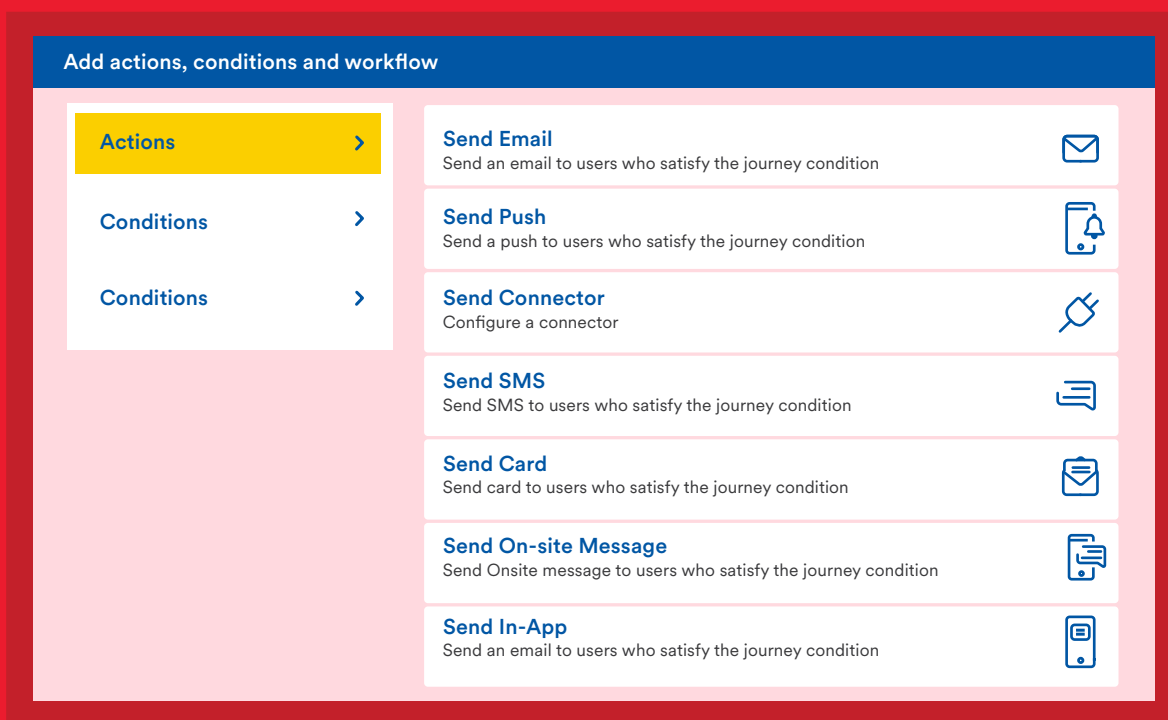 Add actions, conditions and workflow
Actions
Conditions
Conditions
Send Email
Send an email to users who satisfy the journey condition
Send Push
Send a push to users who satisfy the journey condition
Send Connector
Configure a connector
Send SMS
Send SMS to users who satisfy the journey condition
Send Card
Send card to users who satisfy the journey condition
Send On-site Message
Send Onsite message to users who satisfy the journey condition
Send In-App
Send an email to users who satisfy the journey condition